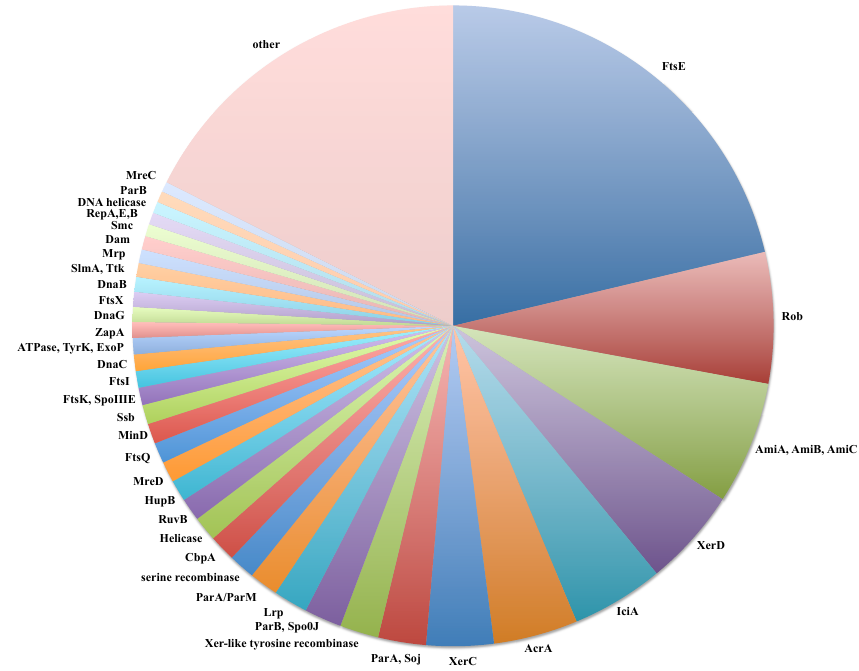 other
FtsE
MreC
ParB
DNA helicase
RepA,E,B
Smc
Dam
Mrp
SlmA, Ttk
DnaB
FtsX
DnaG
Rob
ZapA
ATPase, TyrK, ExoP
DnaC
FtsI
FtsK, SpoIIIE
Ssb
MinD
AmiA, AmiB, AmiC
FtsQ
MreD
HupB
RuvB
Helicase
XerD
CbpA
serine recombinase
ParA/ParM
Lrp
IciA
ParB, Spo0J
Xer-like tyrosine recombinase
AcrA
ParA, Soj
XerC